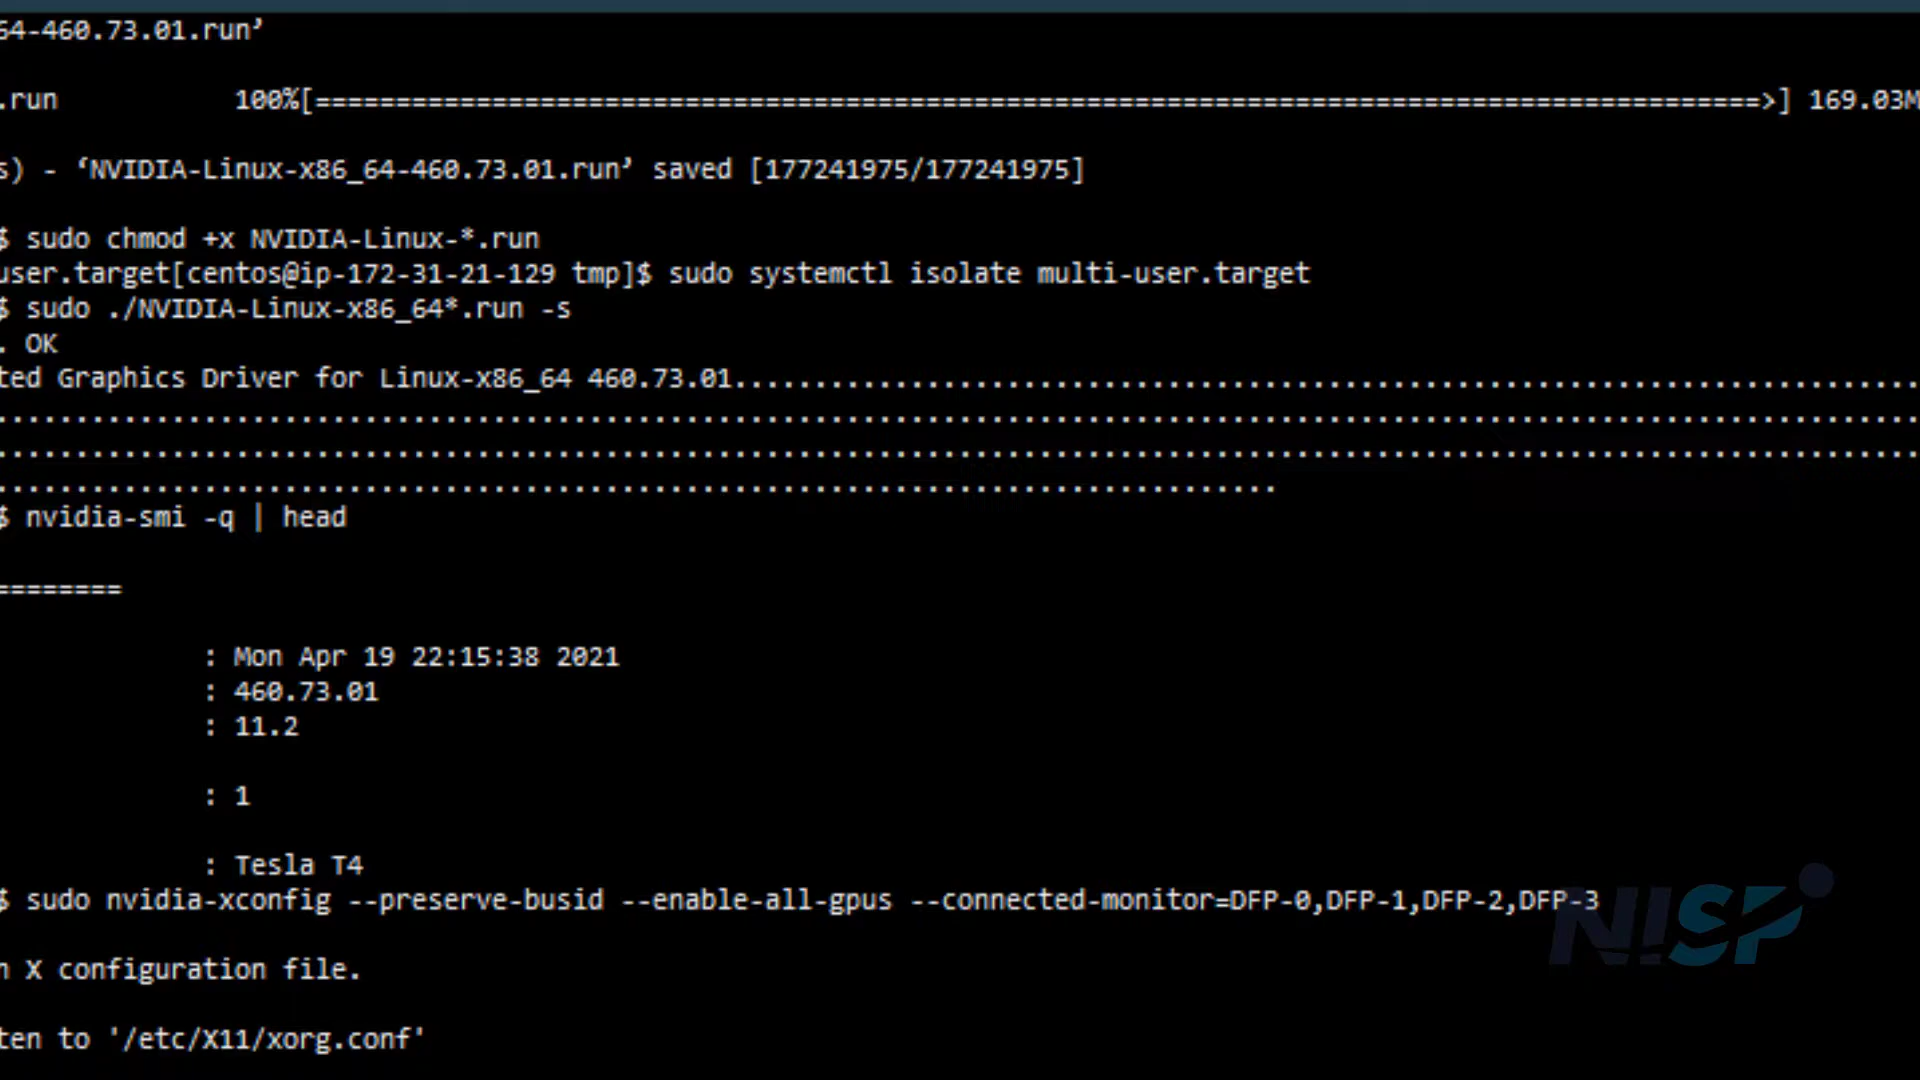 64-460.73.01.run’
.run 100%[==========================================================================================>] 169.03M
s) - ‘NVIDIA-Linux-x86_64-460.73.01.run’ saved [177241975/177241975]
$ sudo chmod +x NVIDIA-Linux-*.run
user.target[centos@ip-172-31-21-129 tmp]$ sudo systemctl isolate multi-user.target
$ sudo ./NVIDIA-Linux-x86_64*.run -s
. OK
ted Graphics Driver for Linux-x86_64 460.73.01..........................................................................
........................................................................................................................
........................................................................................................................
................................................................................
$ nvidia-smi -q | head
========
: Mon Apr 19 22:15:38 2021
: 460.73.01
: 11.2
: 1
: Tesla T4
$ sudo nvidia-xconfig --preserve-busid --enable-all-gpus --connected-monitor=DFP-0,DFP-1,DFP-2,DFP-3
NISP
n X configuration file.
ten to '/etc/X11/xorg.conf'